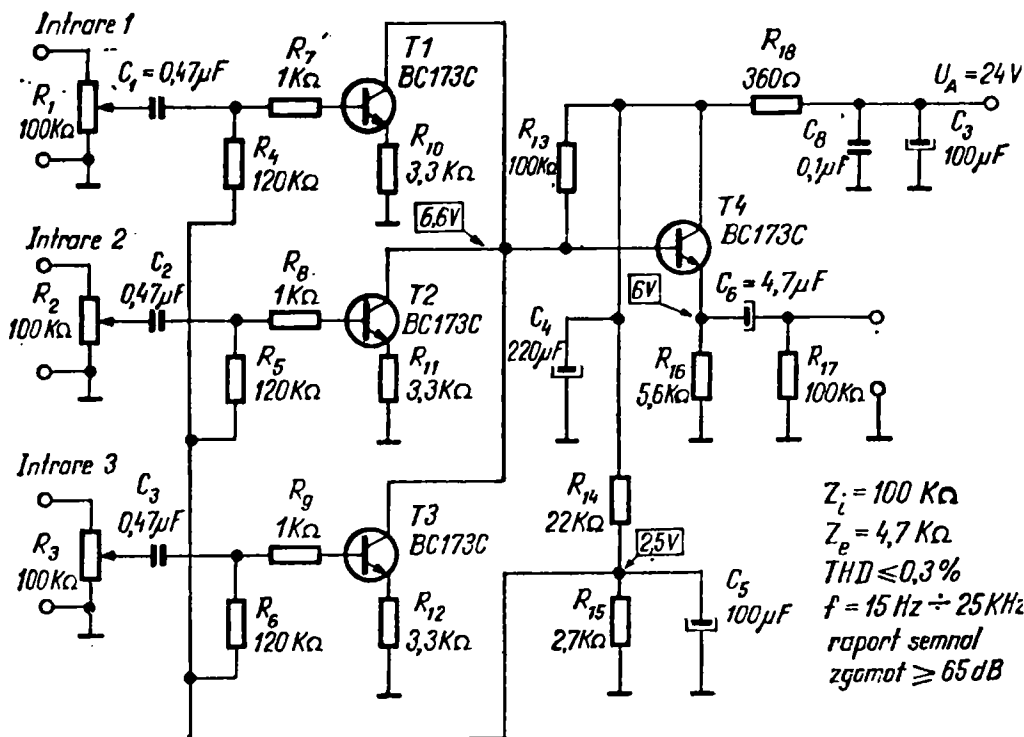 Intrare 1
C1 = 0,47µF
R1
100KΩ
R7
1KΩ
T1
BC173C
R4
120KΩ
R10
3,3KΩ
R13
100KΩ
R18
360Ω
UA = 24V
C8
0,1µF
C3
100µF
Intrare 2
C2
0,47µF
R2
100KΩ
R8
1KΩ
T2
BC173C
R5
120KΩ
R11
3,3KΩ
6,6V
T4
BC173C
6V
C6 = 4,7µF
C4
220µF
R16
5,6KΩ
R17
100KΩ
Intrare 3
C3
0,47µF
R3
100KΩ
R9
1KΩ
T3
BC173C
R6
120KΩ
R12
3,3KΩ
R14
22KΩ
2,5V
R15
2,7KΩ
C5
100µF
Zi = 100 KΩ
Ze = 4,7 KΩ
THD ≤ 0,3%
f = 15 Hz ÷ 25KHz
raport semnal
zgomot ≥ 65 dB